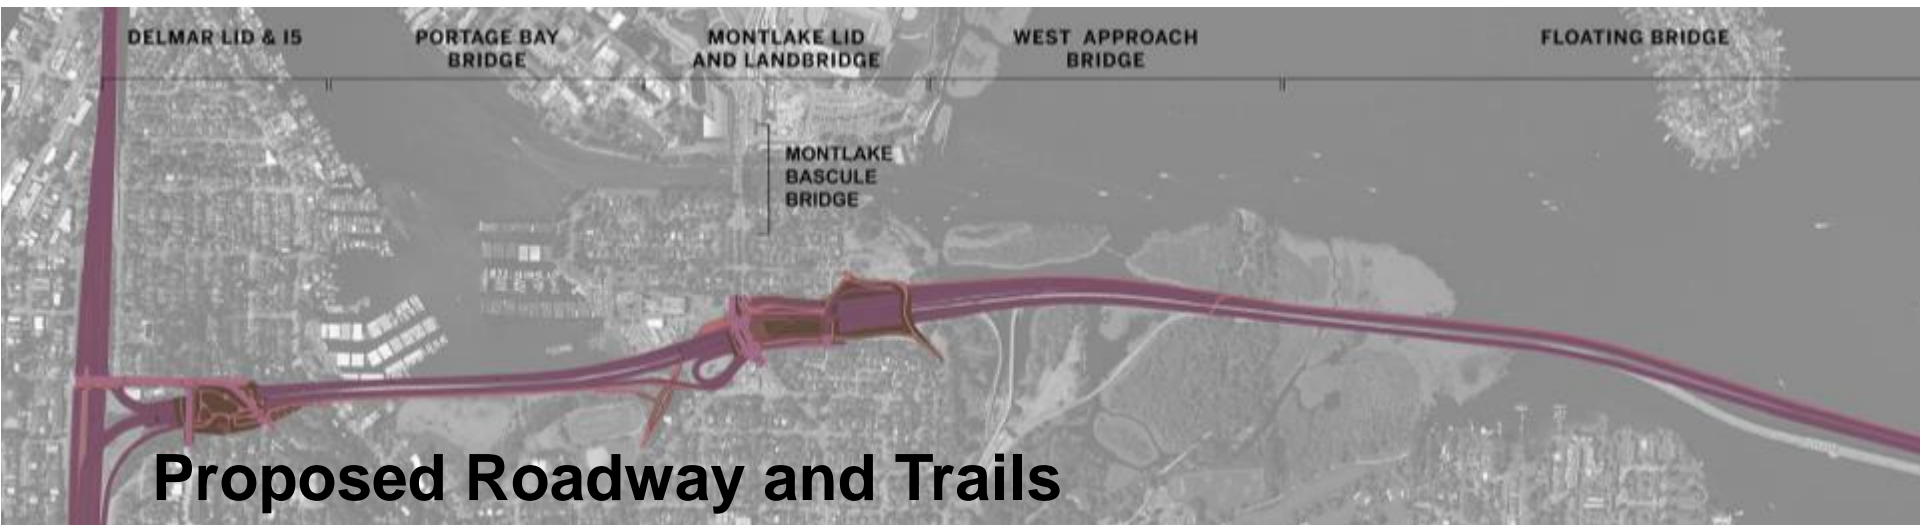 DELMAR LID & I5
PORTAGE BAY
BRIDGE
MONTLAKE LID
AND LANDBRIDGE
WEST APPROACH
BRIDGE
FLOATING BRIDGE
MONTLAKE
BASCULE
BRIDGE
Proposed Roadway and Trails